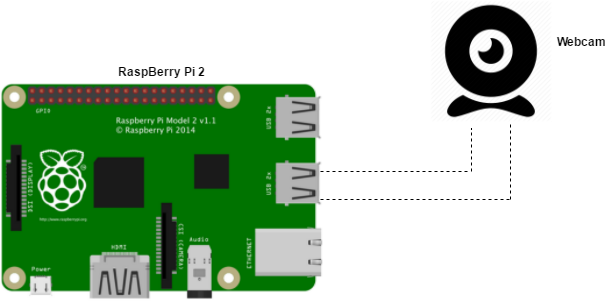 Webcam
RaspBerry Pi 2
GPIO
Raspberry Pi Model 2 v1.1
© Raspberry Pi 2014
USB 2x
DSI (DISPLAY)
USB 2x
http://www.raspberrypi.org
CSI (CAMERA)
Audio
ETHERNET
HDMI
Power